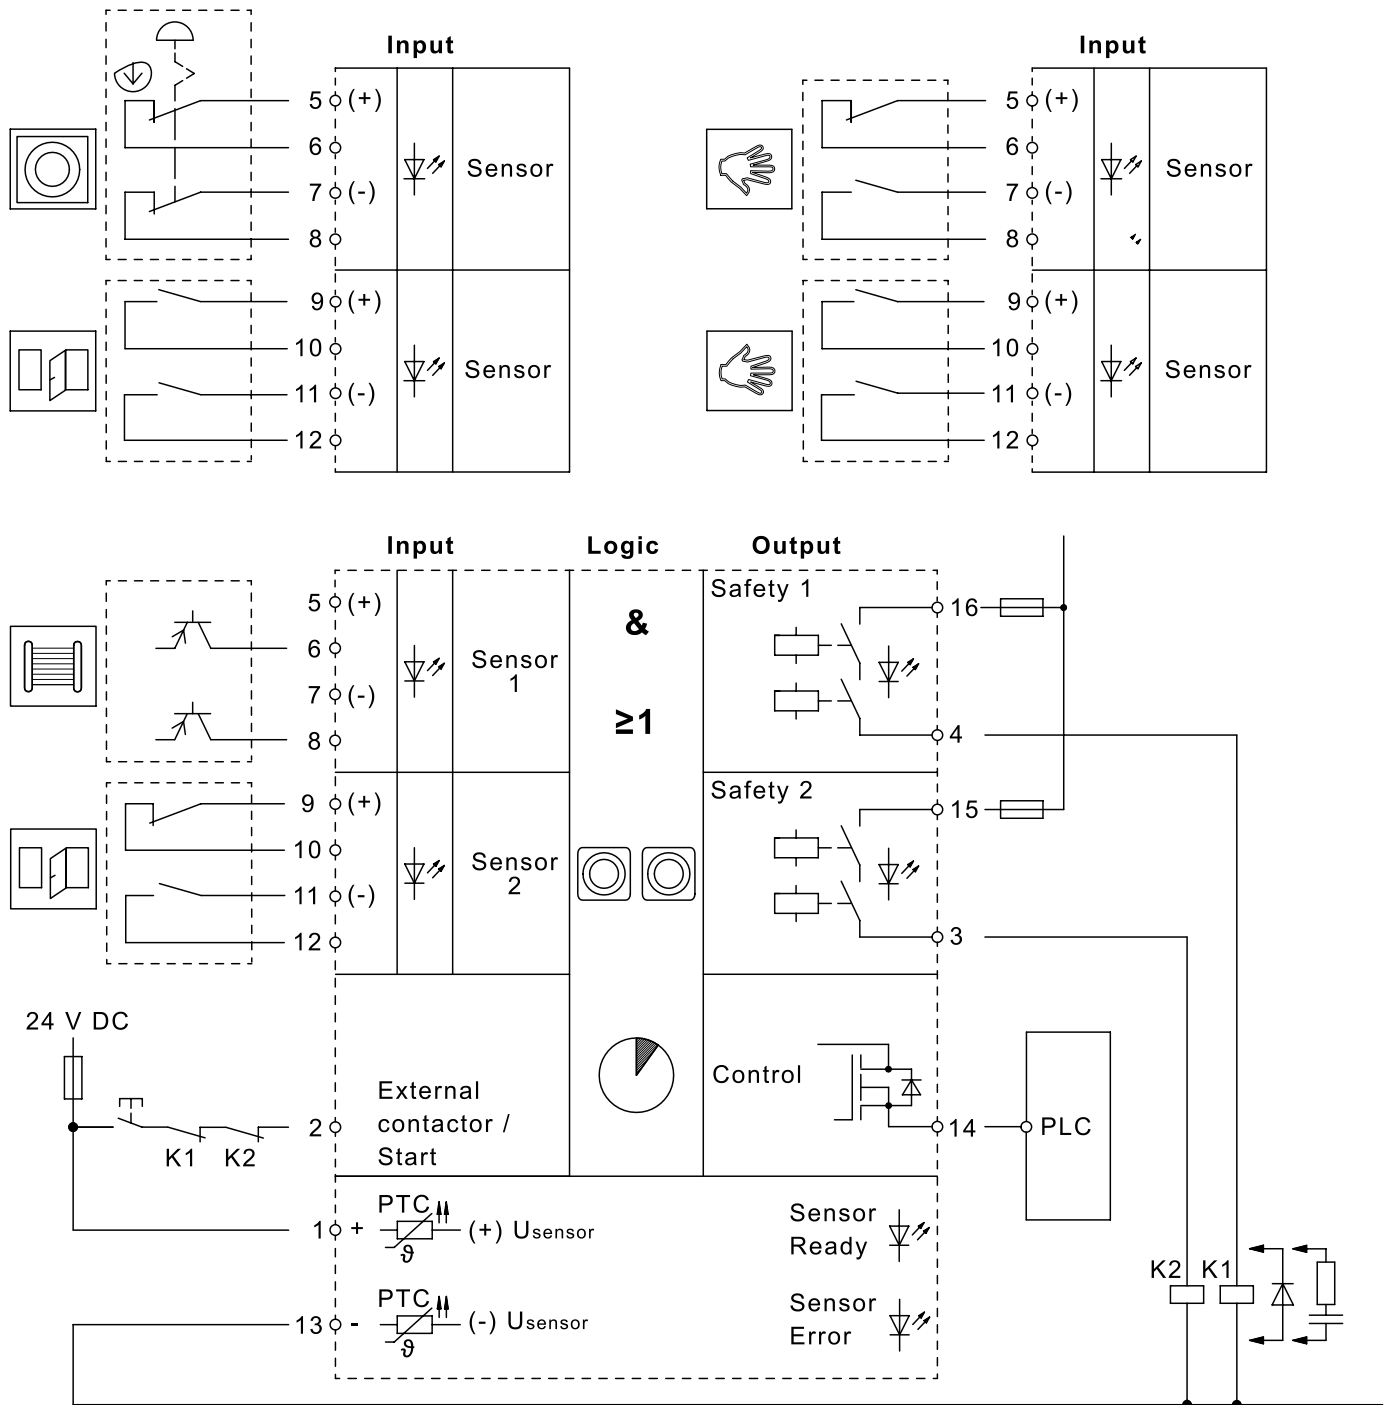 Input
5 (+)
6
7 (-)
8
Sensor
9 (+)
10
11 (-)
12
Sensor
Input
5 (+)
6
7 (-)
8
Sensor
9 (+)
10
11 (-)
12
Sensor
Input
Logic
Output
5 (+)
6
7 (-)
8
Sensor
1
&
≥1
Safety 1
16
4
9 (+)
10
11 (-)
12
Sensor
2
Safety 2
15
3
24 V DC
K1 K2
2
External
contactor /
Start
Control
14
PLC
1 +
PTC
ϑ
(+) Usensor
Sensor
Ready
13 -
PTC
ϑ
(-) Usensor
Sensor
Error
K2 K1